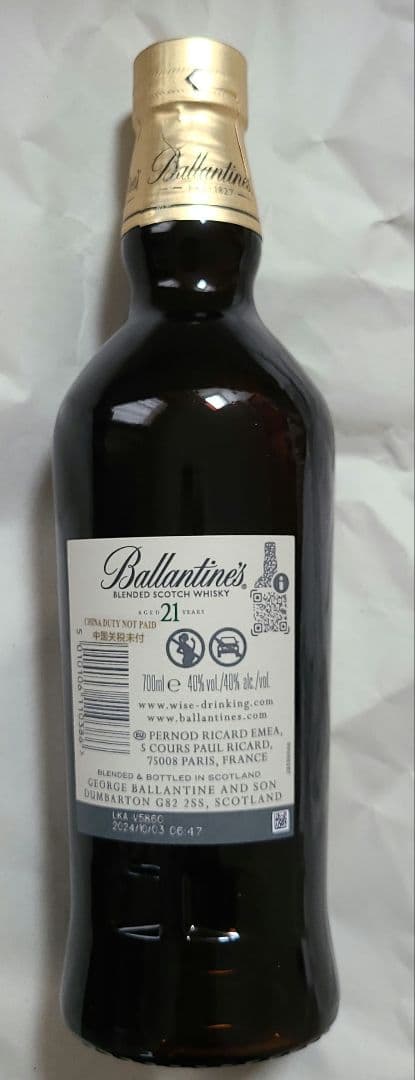 Ballantine's
1827
Ballantine's®
BLENDED SCOTCH WHISKY
AGED 21 YEARS
CHINA DUTY NOT PAID
中国关税未付
700ml ℮ 40% vol./40% alc./vol.
www.wise-drinking.com
www.ballantines.com
EU PERNOD RICARD EMEA,
5 COURS PAUL RICARD,
75008 PARIS, FRANCE
BLENDED & BOTTLED IN SCOTLAND
GEORGE BALLANTINE AND SON
DUMBARTON G82 2SS, SCOTLAND
LKA V5860
2024/10/03 06:47